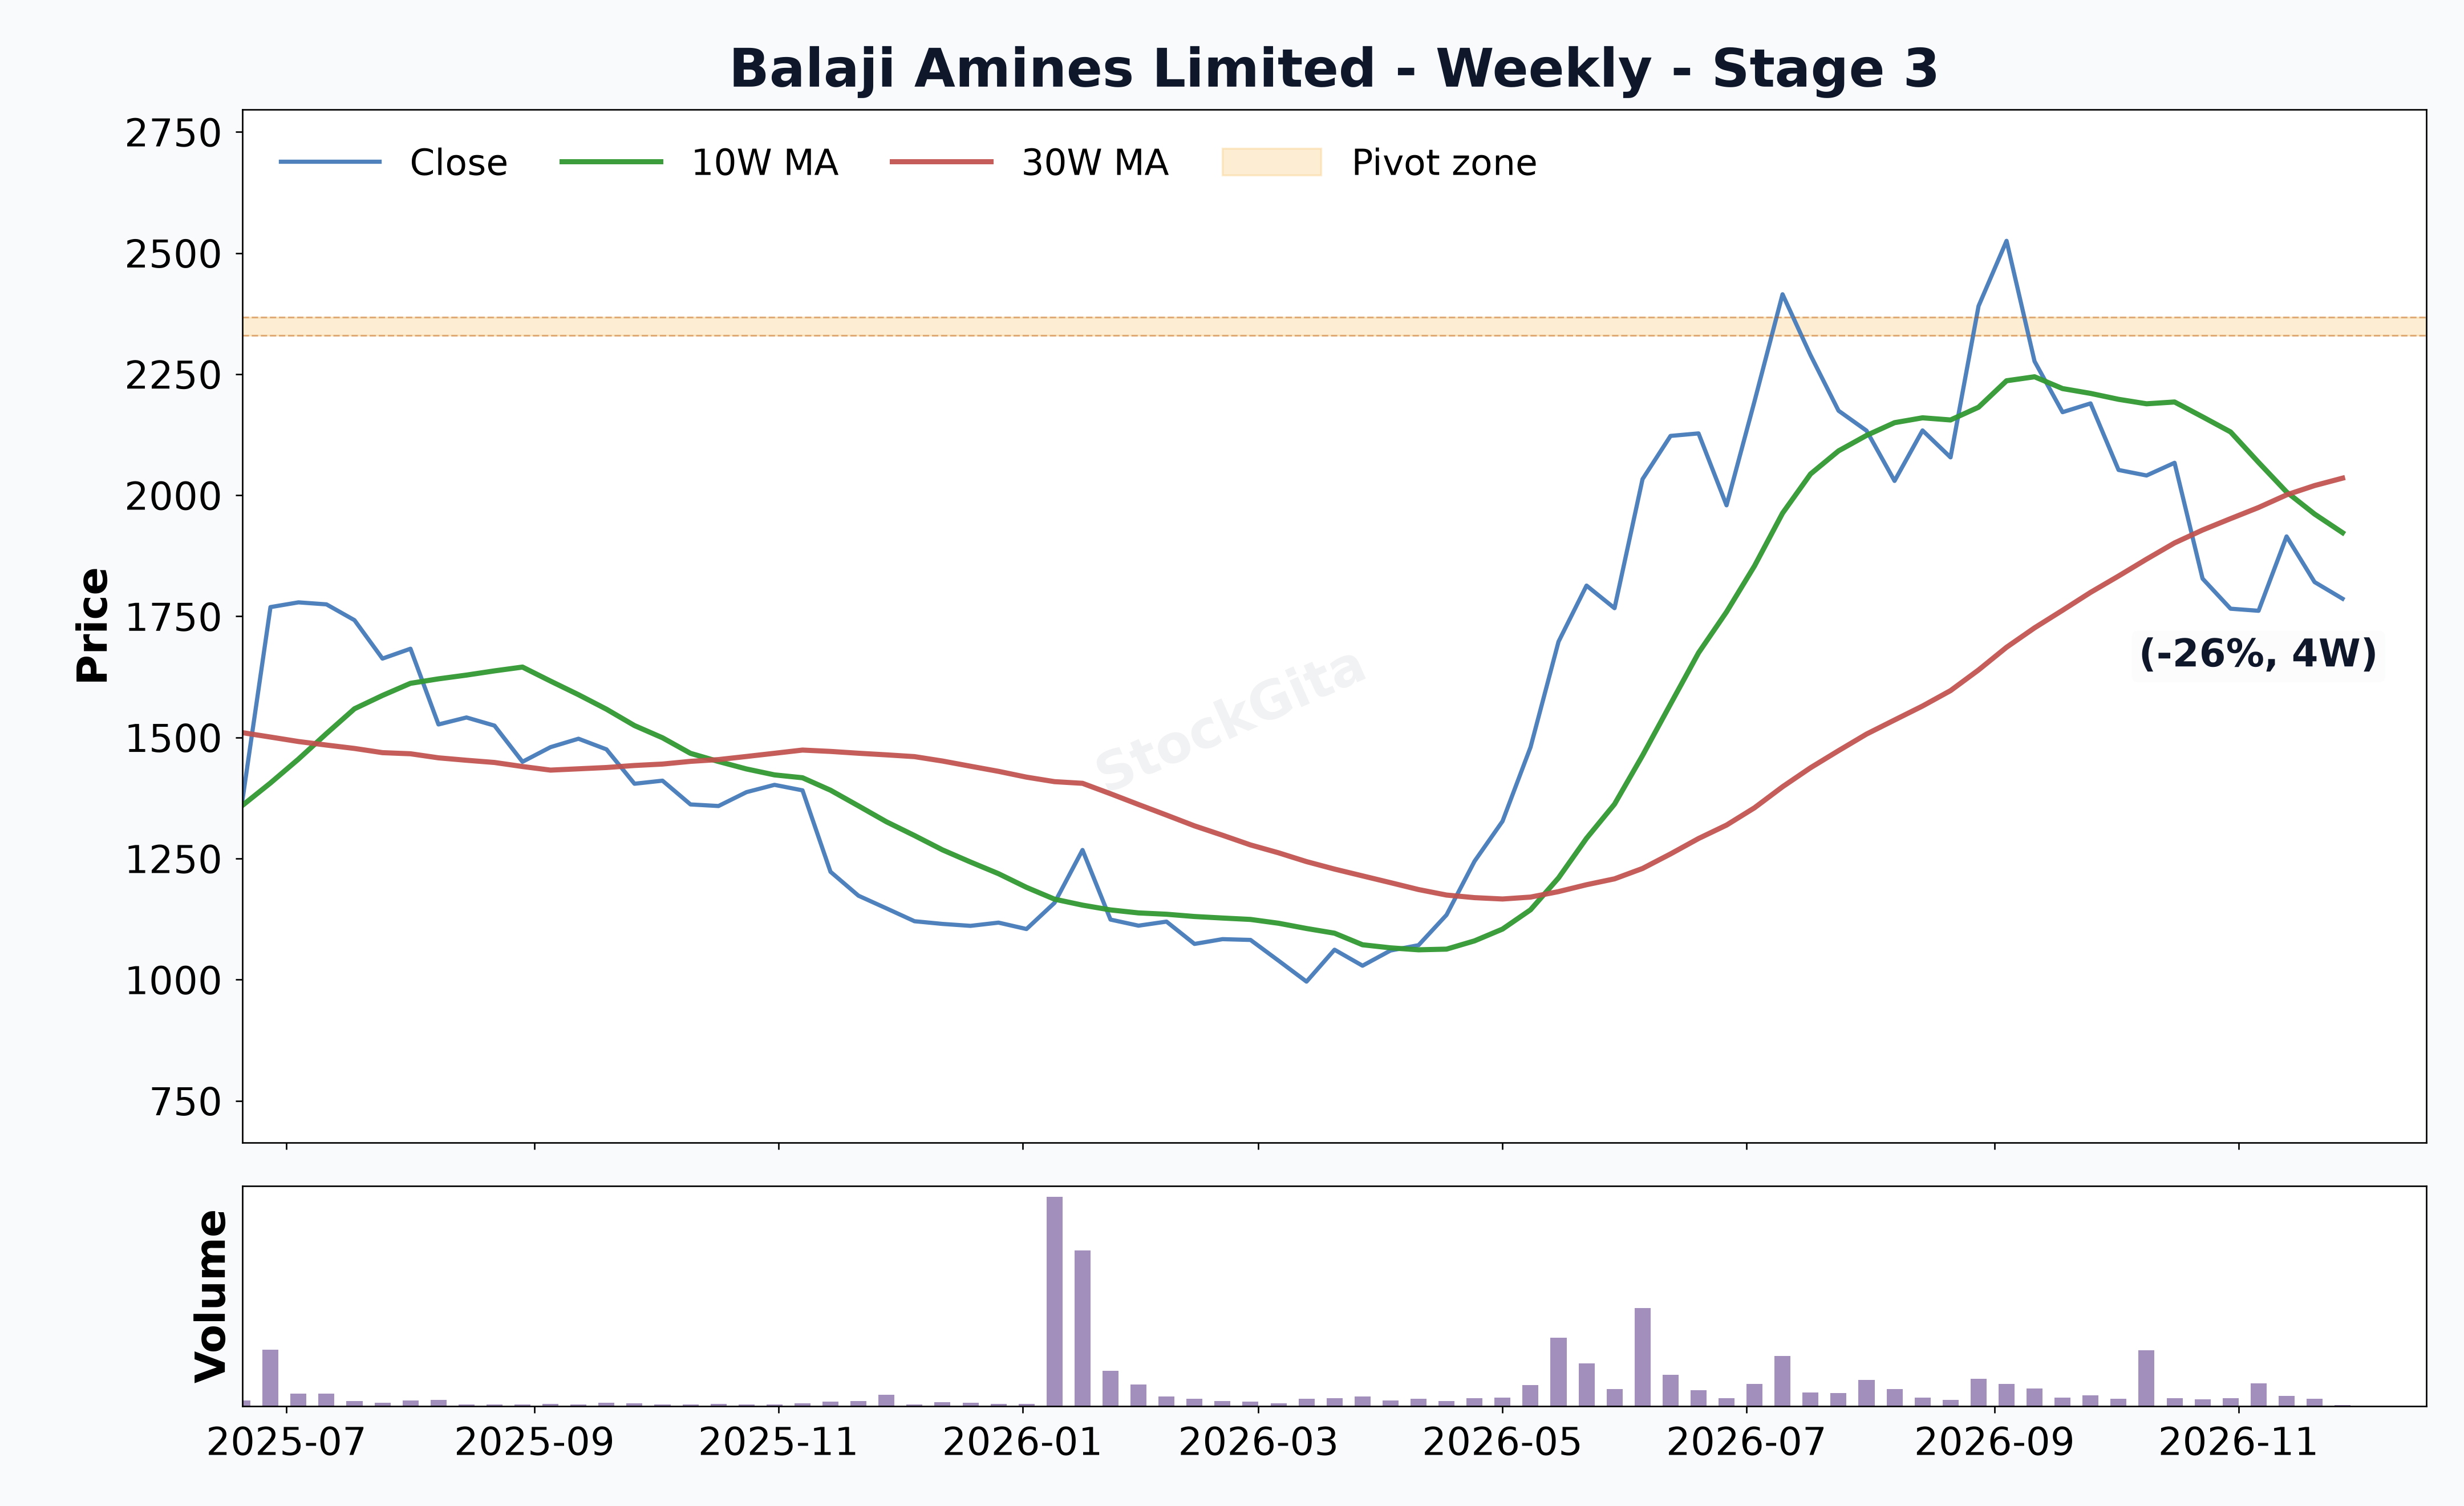 Balaji Amines Limited - Weekly - Stage 3
Close 10W MA 30W MA Pivot zone
2750
2500
2250
2000
1750
1500
1250
1000
750
Price
StockGita
(-26%, 4W)
Volume
2025-07 2025-09 2025-11 2026-01 2026-03 2026-05 2026-07 2026-09 2026-11